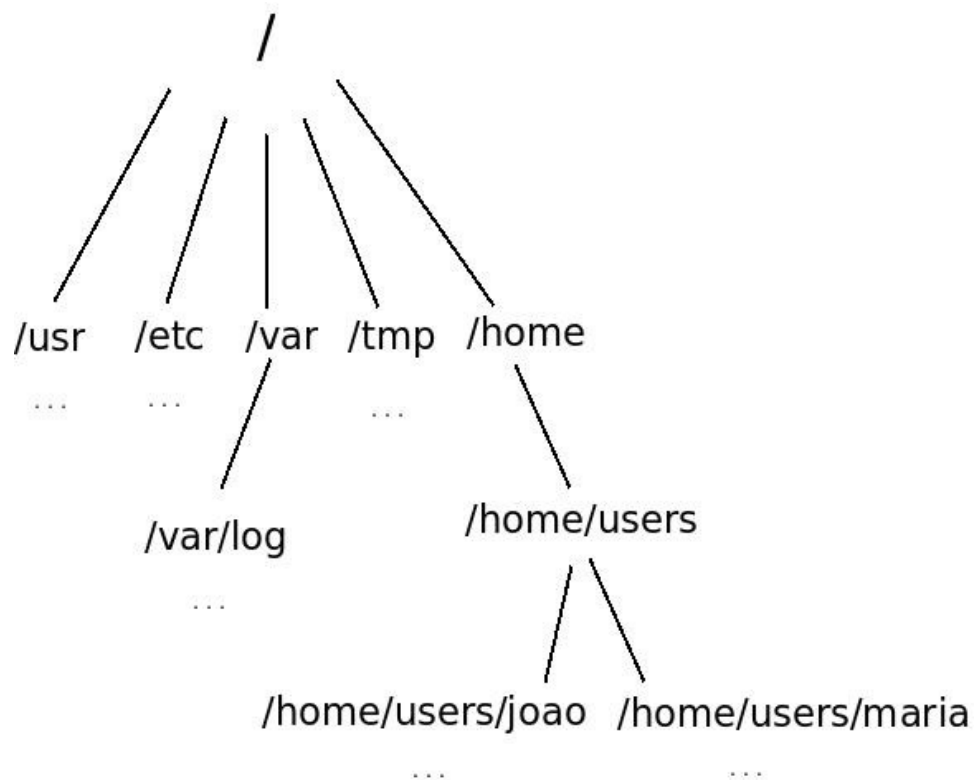 /
/usr /etc /var /tmp /home
... ... ...
/var/log /home/users
...
/home/users/joao /home/users/maria
... ...